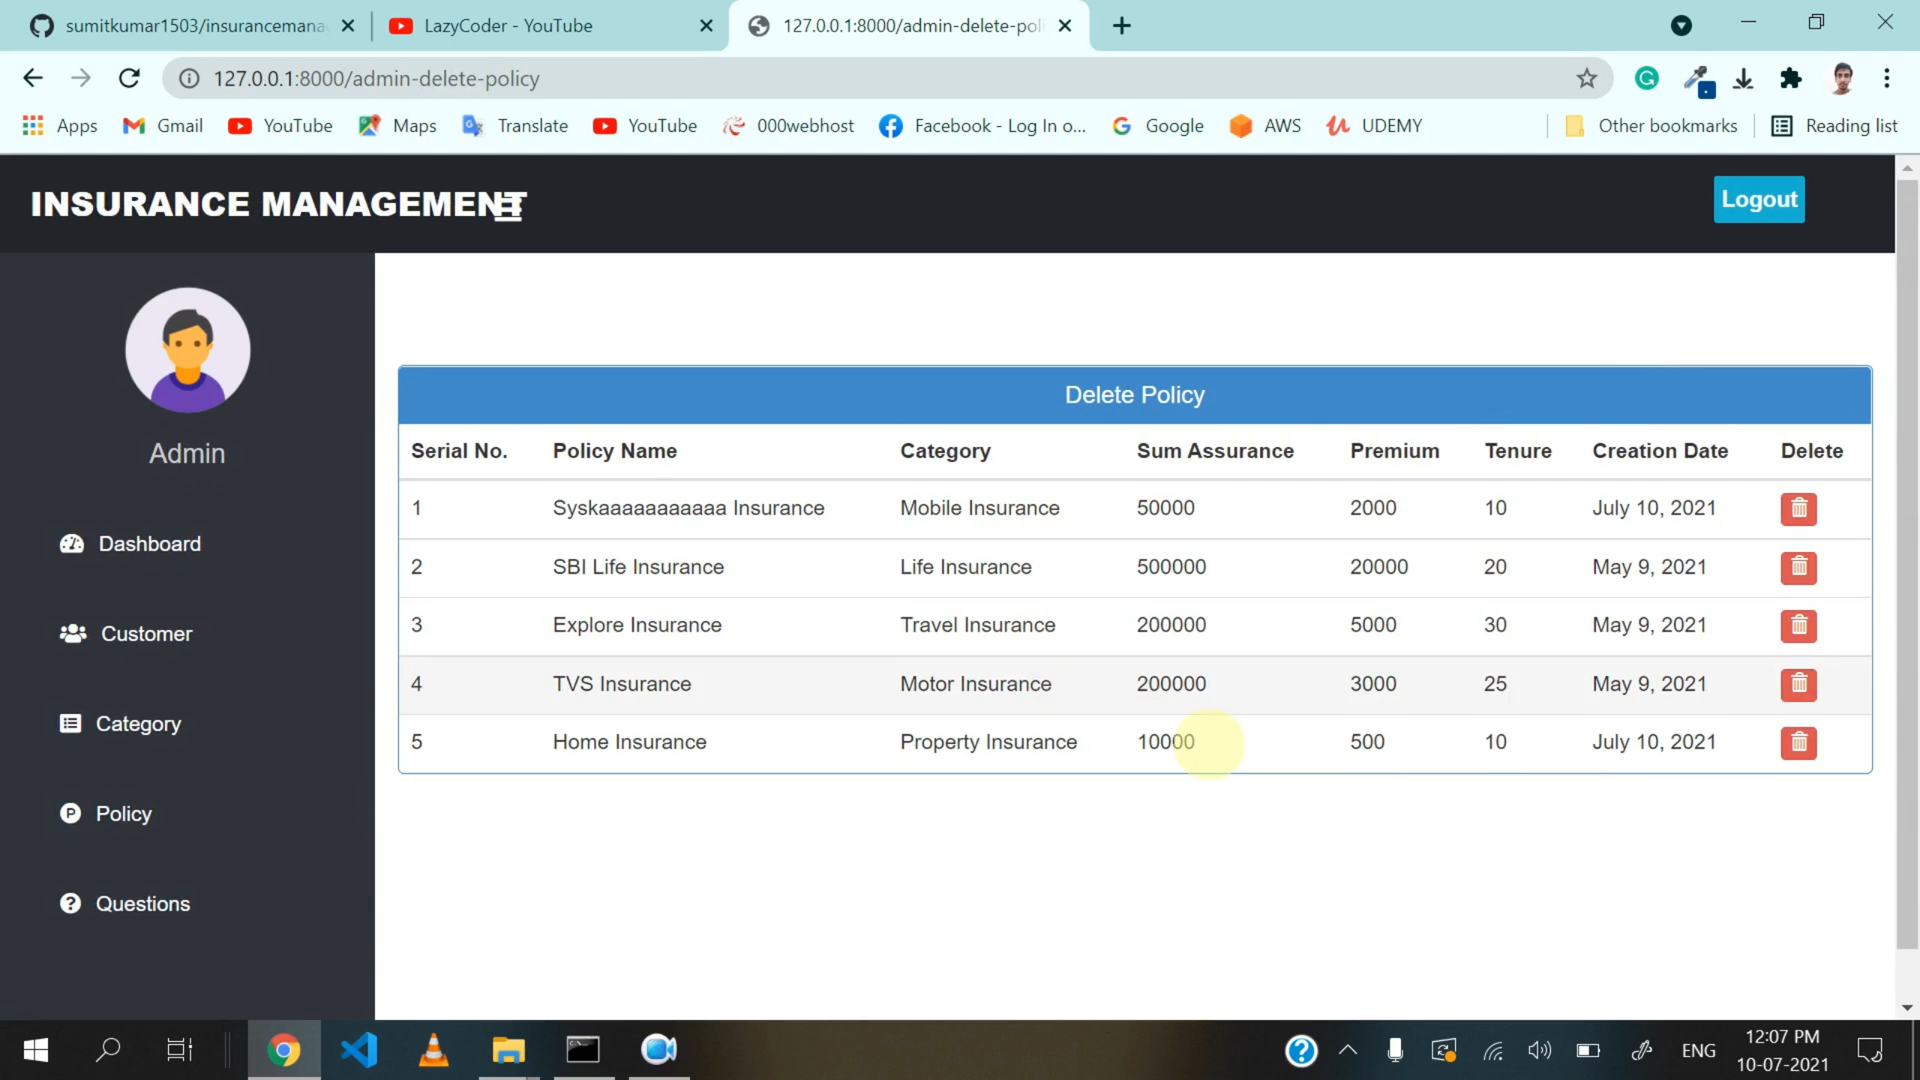 sumitkumar1503/insurancemana
LazyCoder - YouTube
127.0.0.1:8000/admin-delete-poli
127.0.0.1:8000/admin-delete-policy
Apps Gmail YouTube Maps Translate YouTube 000webhost Facebook - Log In o... Google AWS UDEMY Other bookmarks Reading list
INSURANCE MANAGEMENT
Logout
Admin
Dashboard
Customer
Category
Policy
Questions
Delete Policy
Serial No. Policy Name Category Sum Assurance Premium Tenure Creation Date Delete
1 Syskaaaaaaaaaaa Insurance Mobile Insurance 50000 2000 10 July 10, 2021
2 SBI Life Insurance Life Insurance 500000 20000 20 May 9, 2021
3 Explore Insurance Travel Insurance 200000 5000 30 May 9, 2021
4 TVS Insurance Motor Insurance 200000 3000 25 May 9, 2021
5 Home Insurance Property Insurance 10000 500 10 July 10, 2021
ENG
12:07 PM
10-07-2021